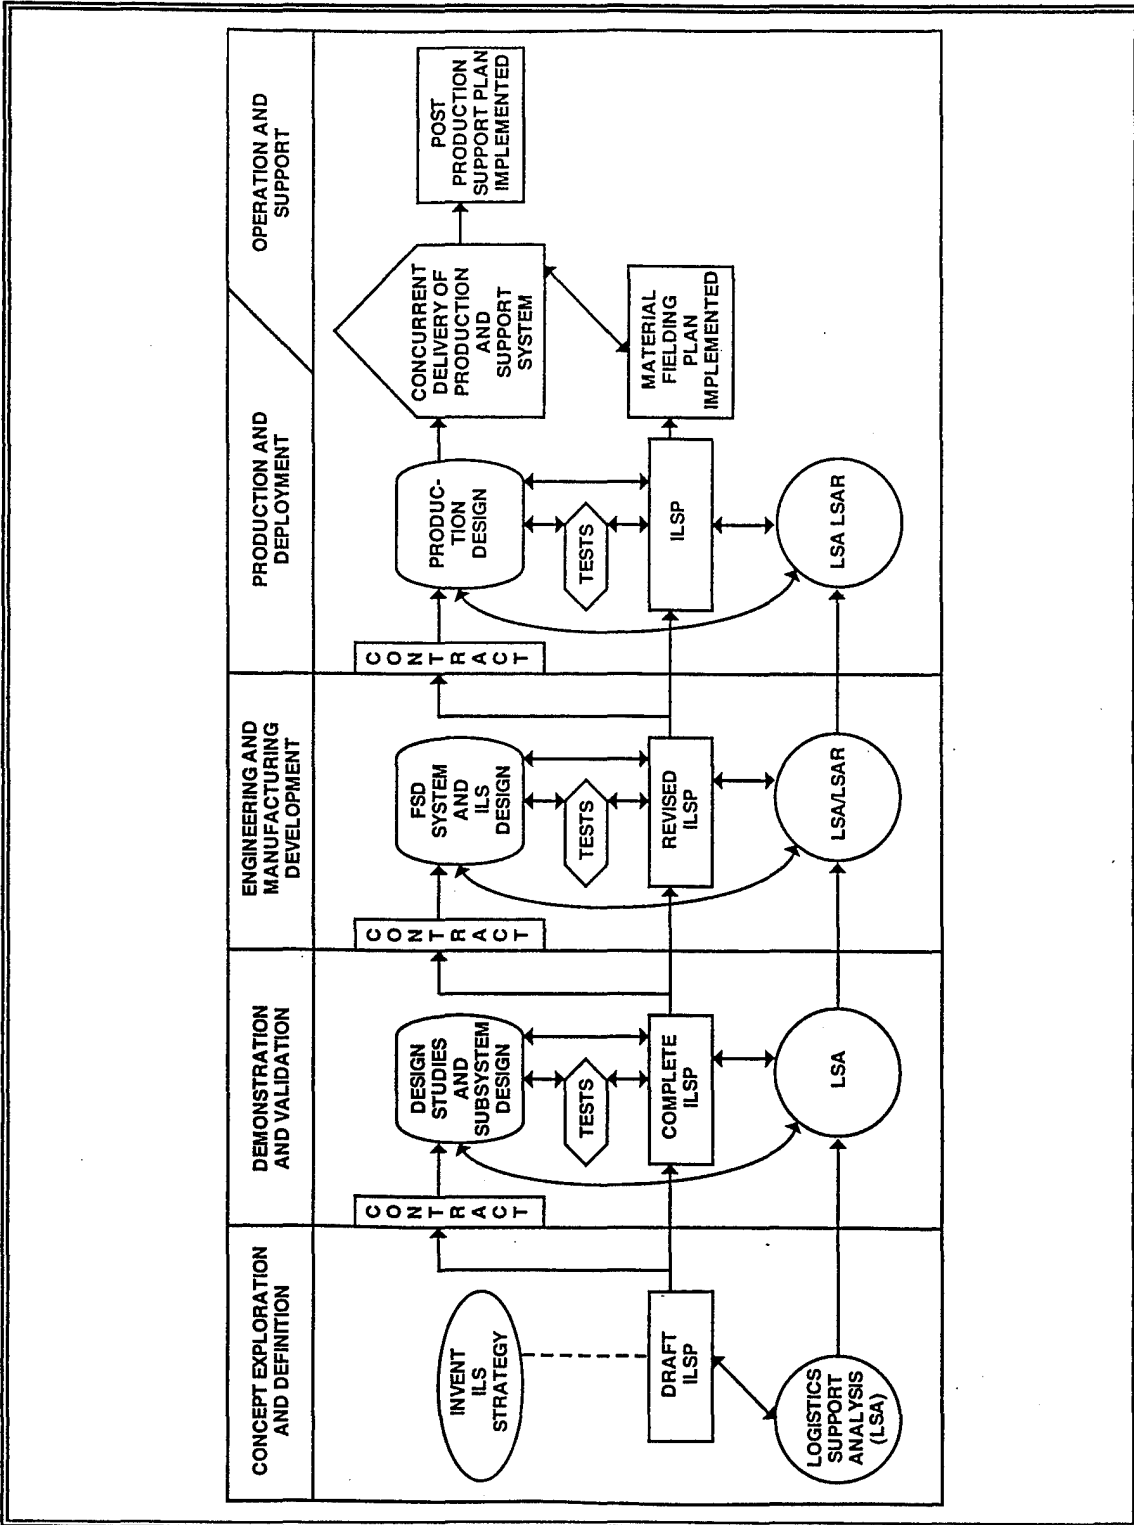 CONCEPT EXPLORATION
AND DEFINITION
DEMONSTRATION
AND VALIDATION
ENGINEERING AND
MANUFACTURING
DEVELOPMENT
PRODUCTION AND
DEPLOYMENT
OPERATION AND
SUPPORT
INVENT
ILS
STRATEGY
DRAFT
ILSP
LOGISTICS
SUPPORT
ANALYSIS
(LSA)
CONTRACT
DESIGN
STUDIES
AND
SUBSYSTEM
DESIGN
TESTS
COMPLETE
ILSP
LSA
CONTRACT
FSD
SYSTEM
AND
ILS
DESIGN
TESTS
REVISED
ILSP
LSA/LSAR
CONTRACT
PRODUC-
TION
DESIGN
TESTS
ILSP
LSA LSAR
CONCURRENT
DELIVERY OF
PRODUCTION
AND
SUPPORT
SYSTEM
MATERIAL
FIELDING
PLAN
IMPLEMENTED
POST
PRODUCTION
SUPPORT PLAN
IMPLEMENTED